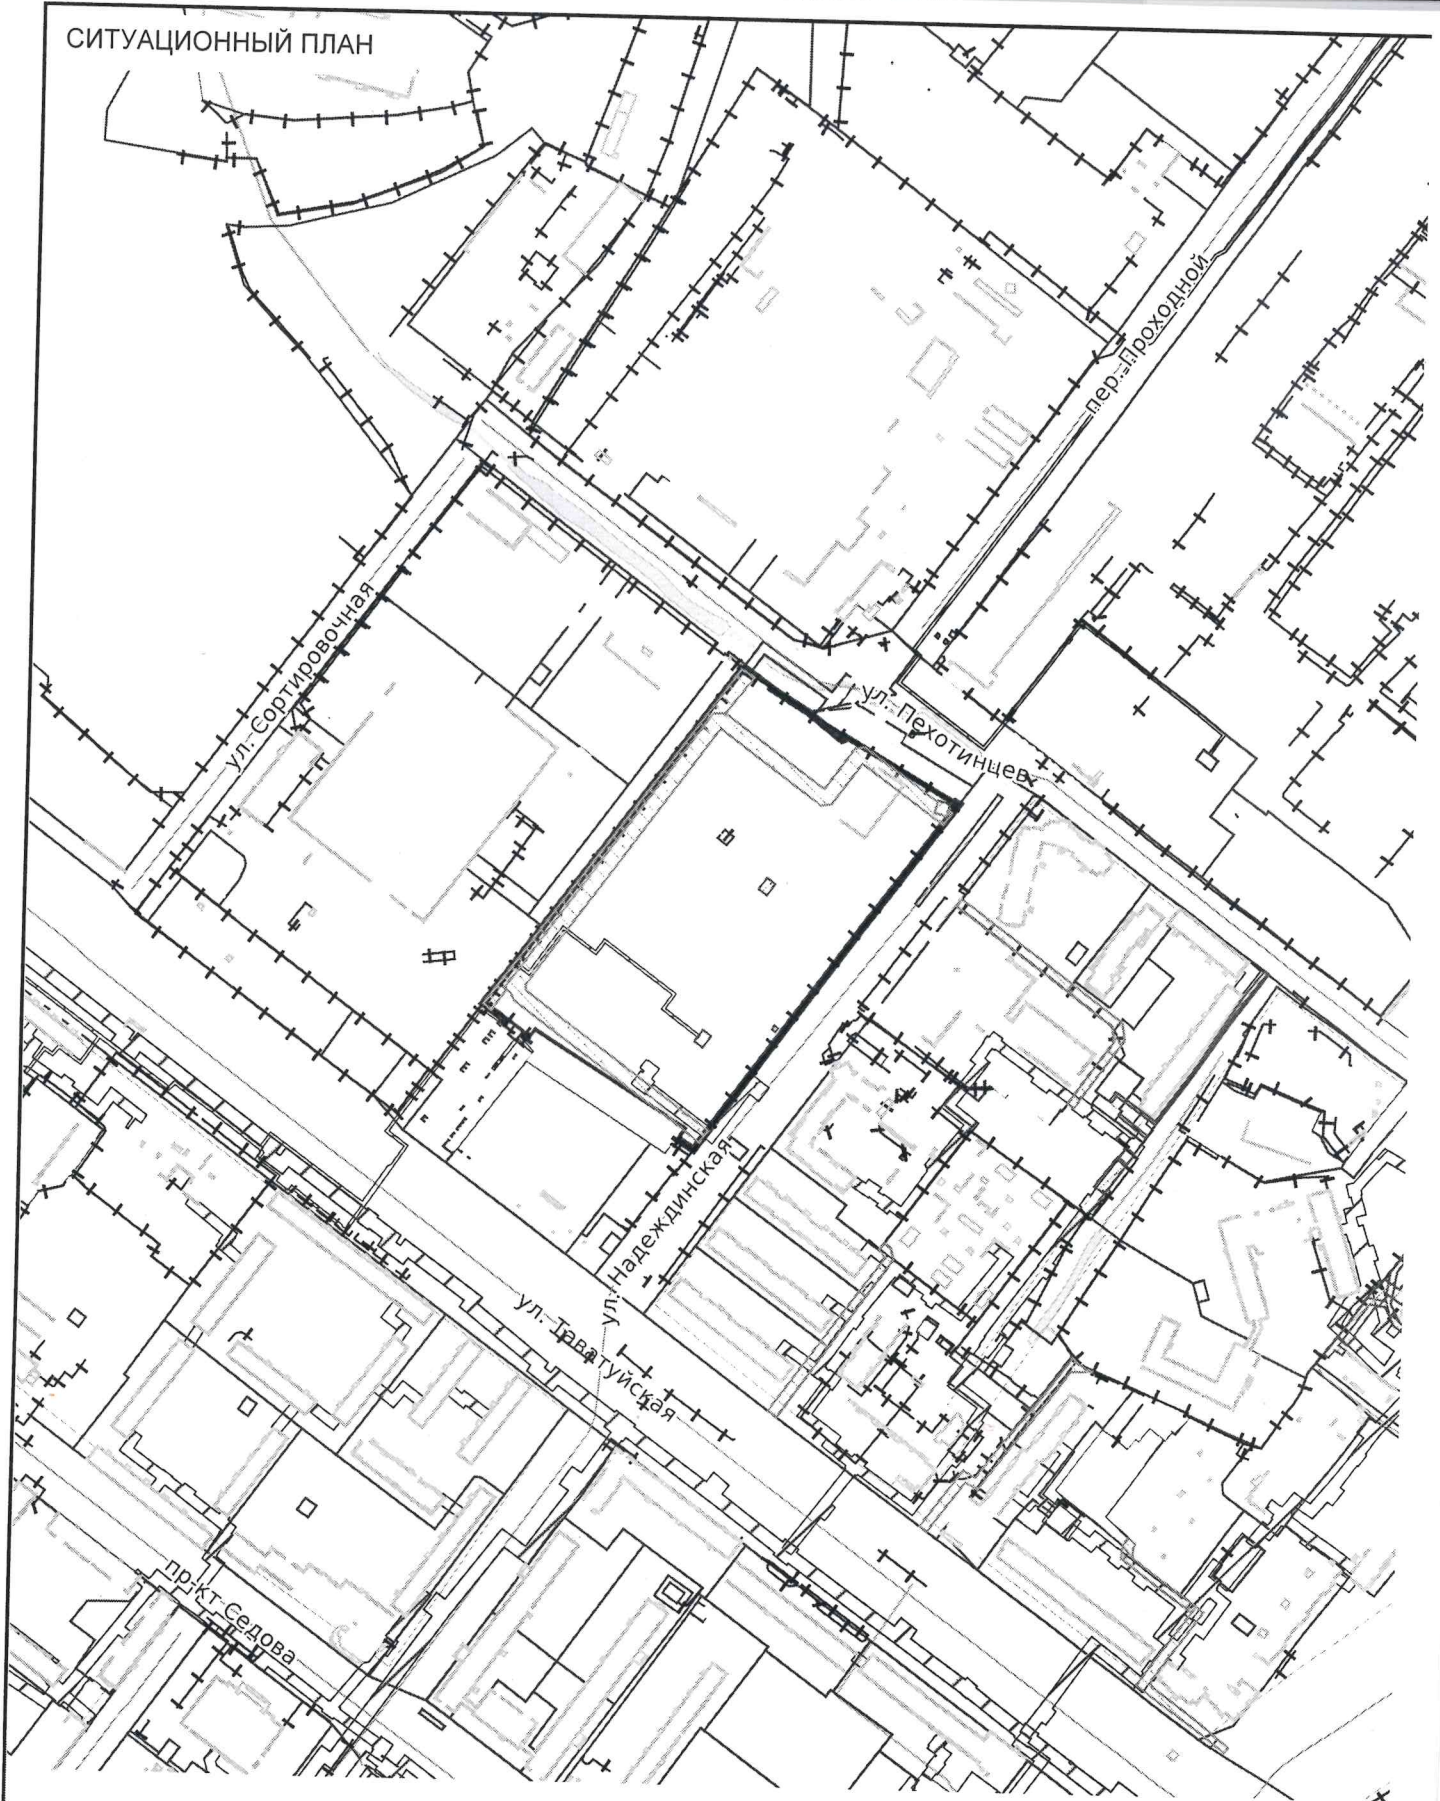 СИТУАЦИОННЫЙ ПЛАН
пер. Проходной
ул. Сортировочная
ул. Пехотинцев
ул. Надеждинская
ул. Таватуйская
пр-кт Седова